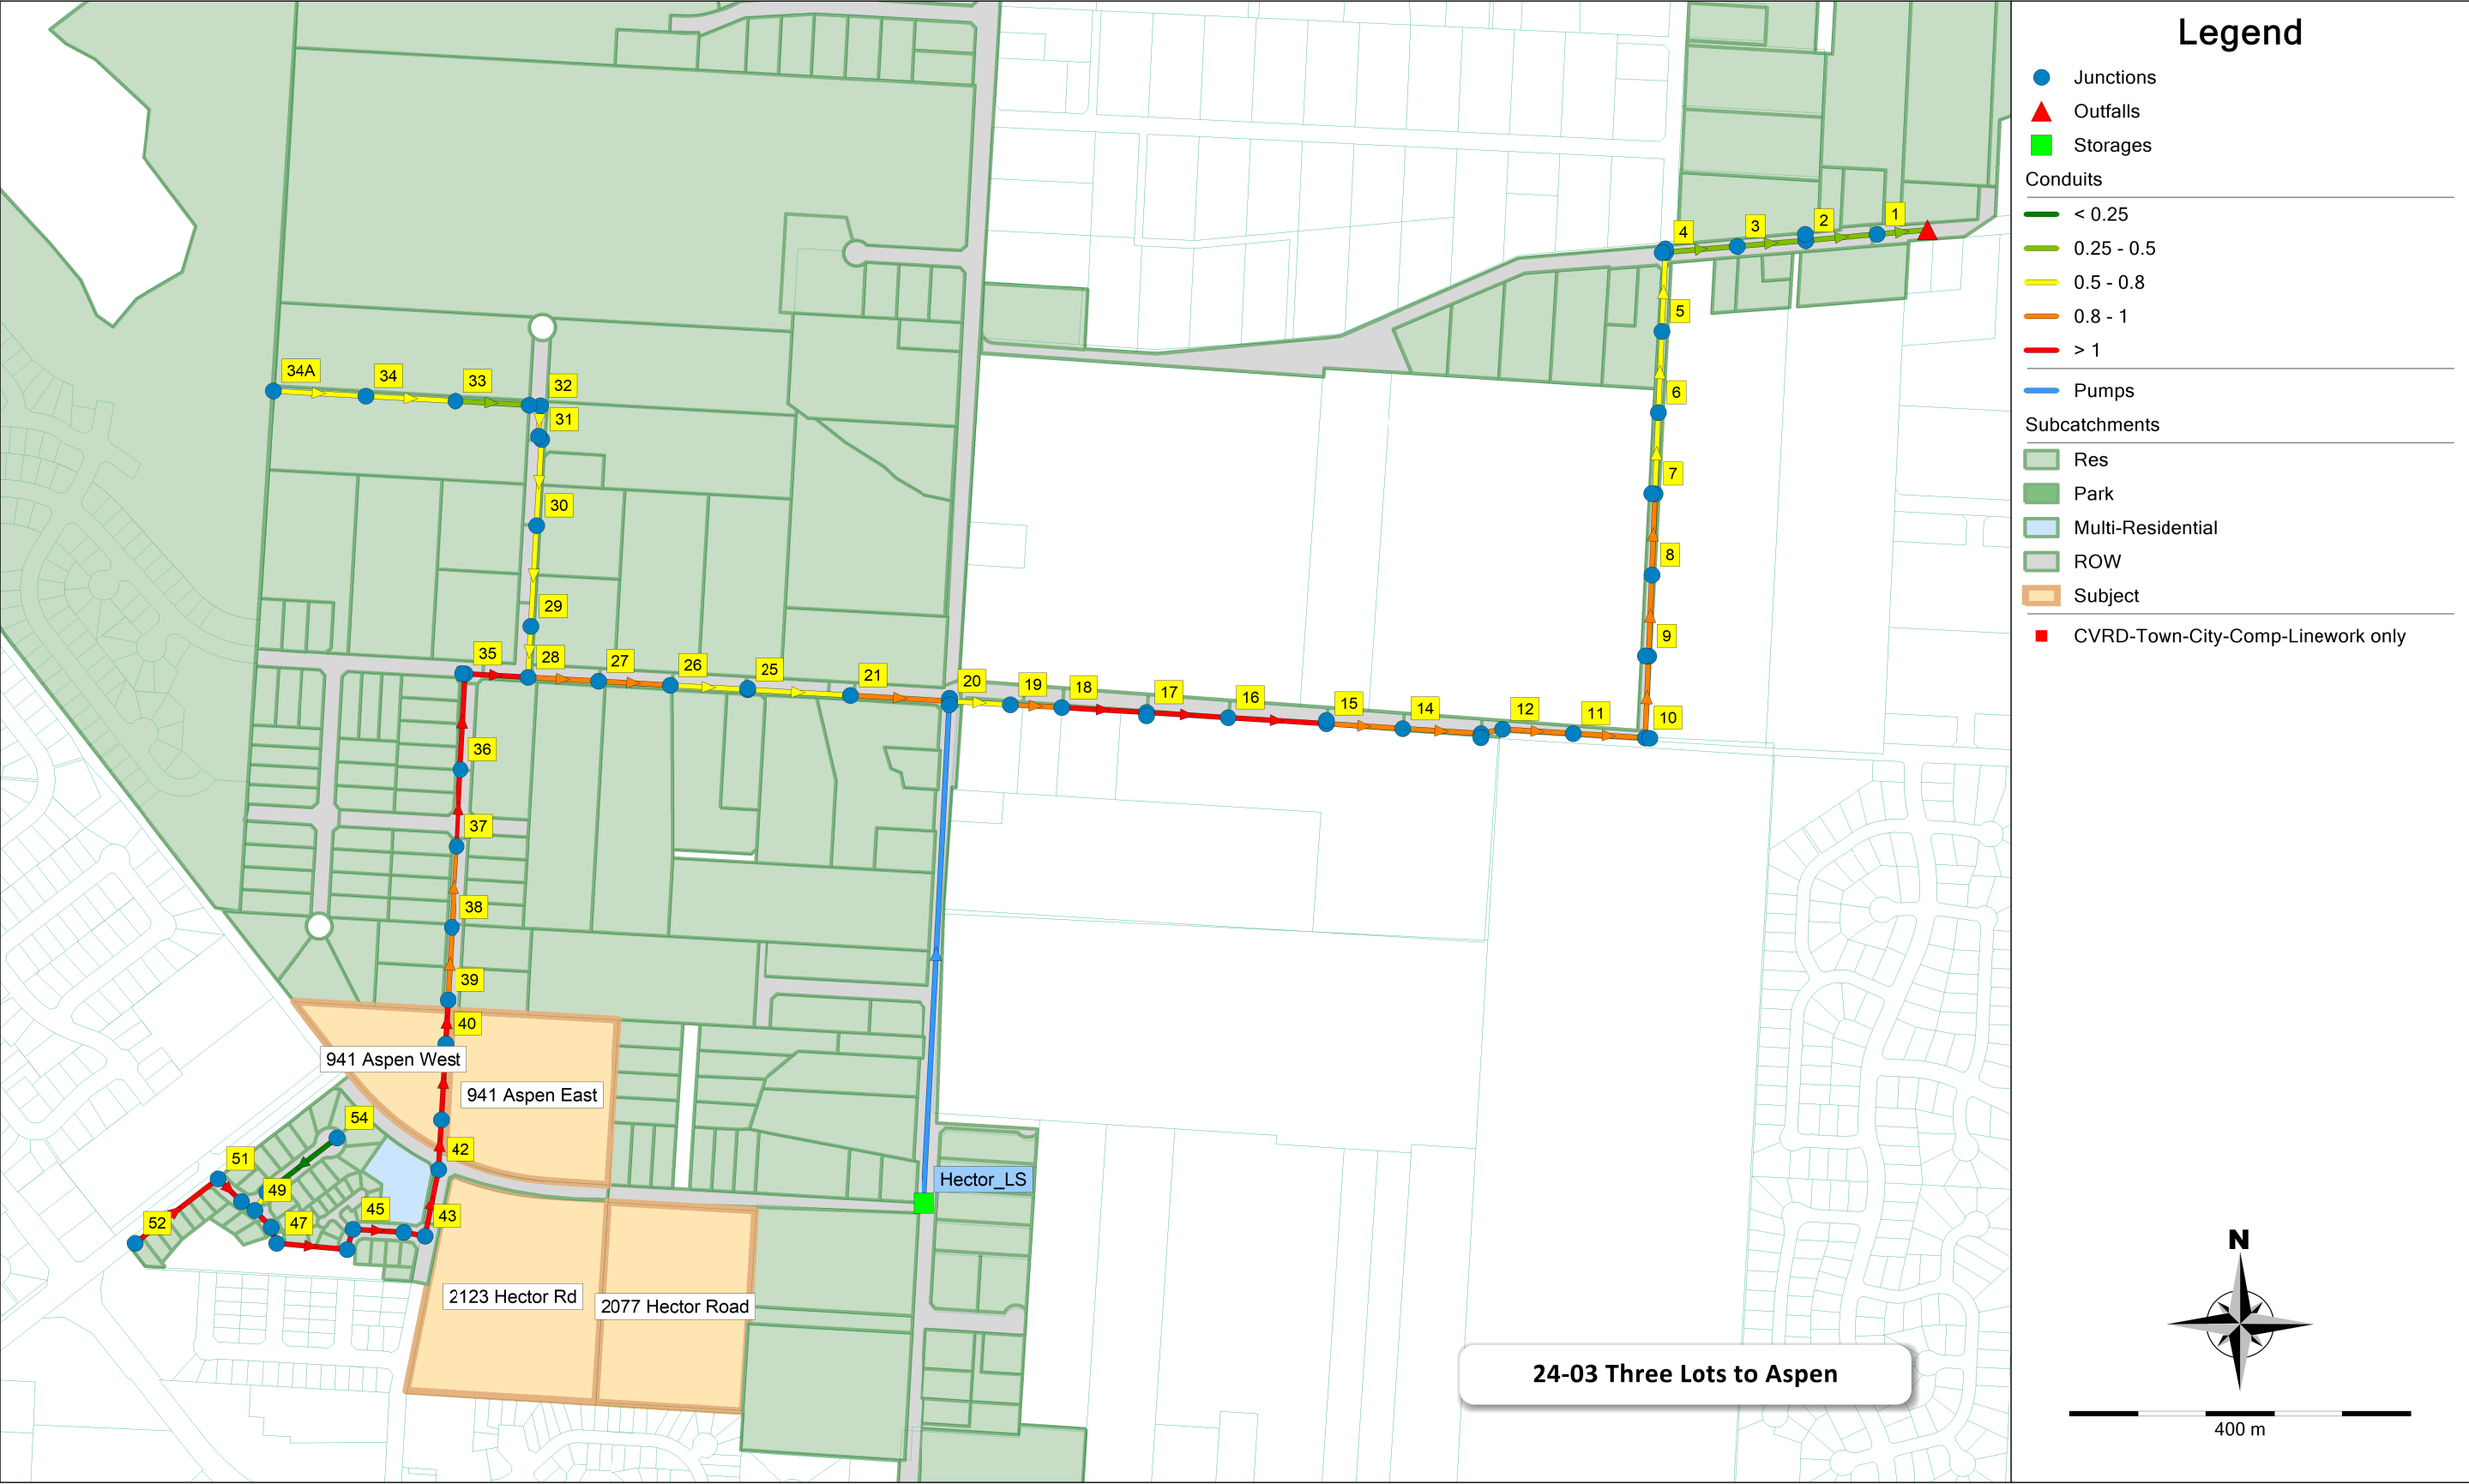 Legend
Junctions
Outfalls
Storages
Conduits
< 0.25
0.25 - 0.5
0.5 - 0.8
0.8 - 1
> 1
Pumps
Subcatchments
Res
Park
Multi-Residential
ROW
Subject
CVRD-Town-City-Comp-Linework only
1
2
3
4
5
6
7
8
9
10
11
12
14
15
16
17
18
19
20
21
25
26
27
28
29
30
31
32
33
34
34A
35
36
37
38
39
40
941 Aspen West
941 Aspen East
42
43
45
47
49
51
52
54
Hector_LS
2123 Hector Rd
2077 Hector Road
24-03 Three Lots to Aspen
N
400 m